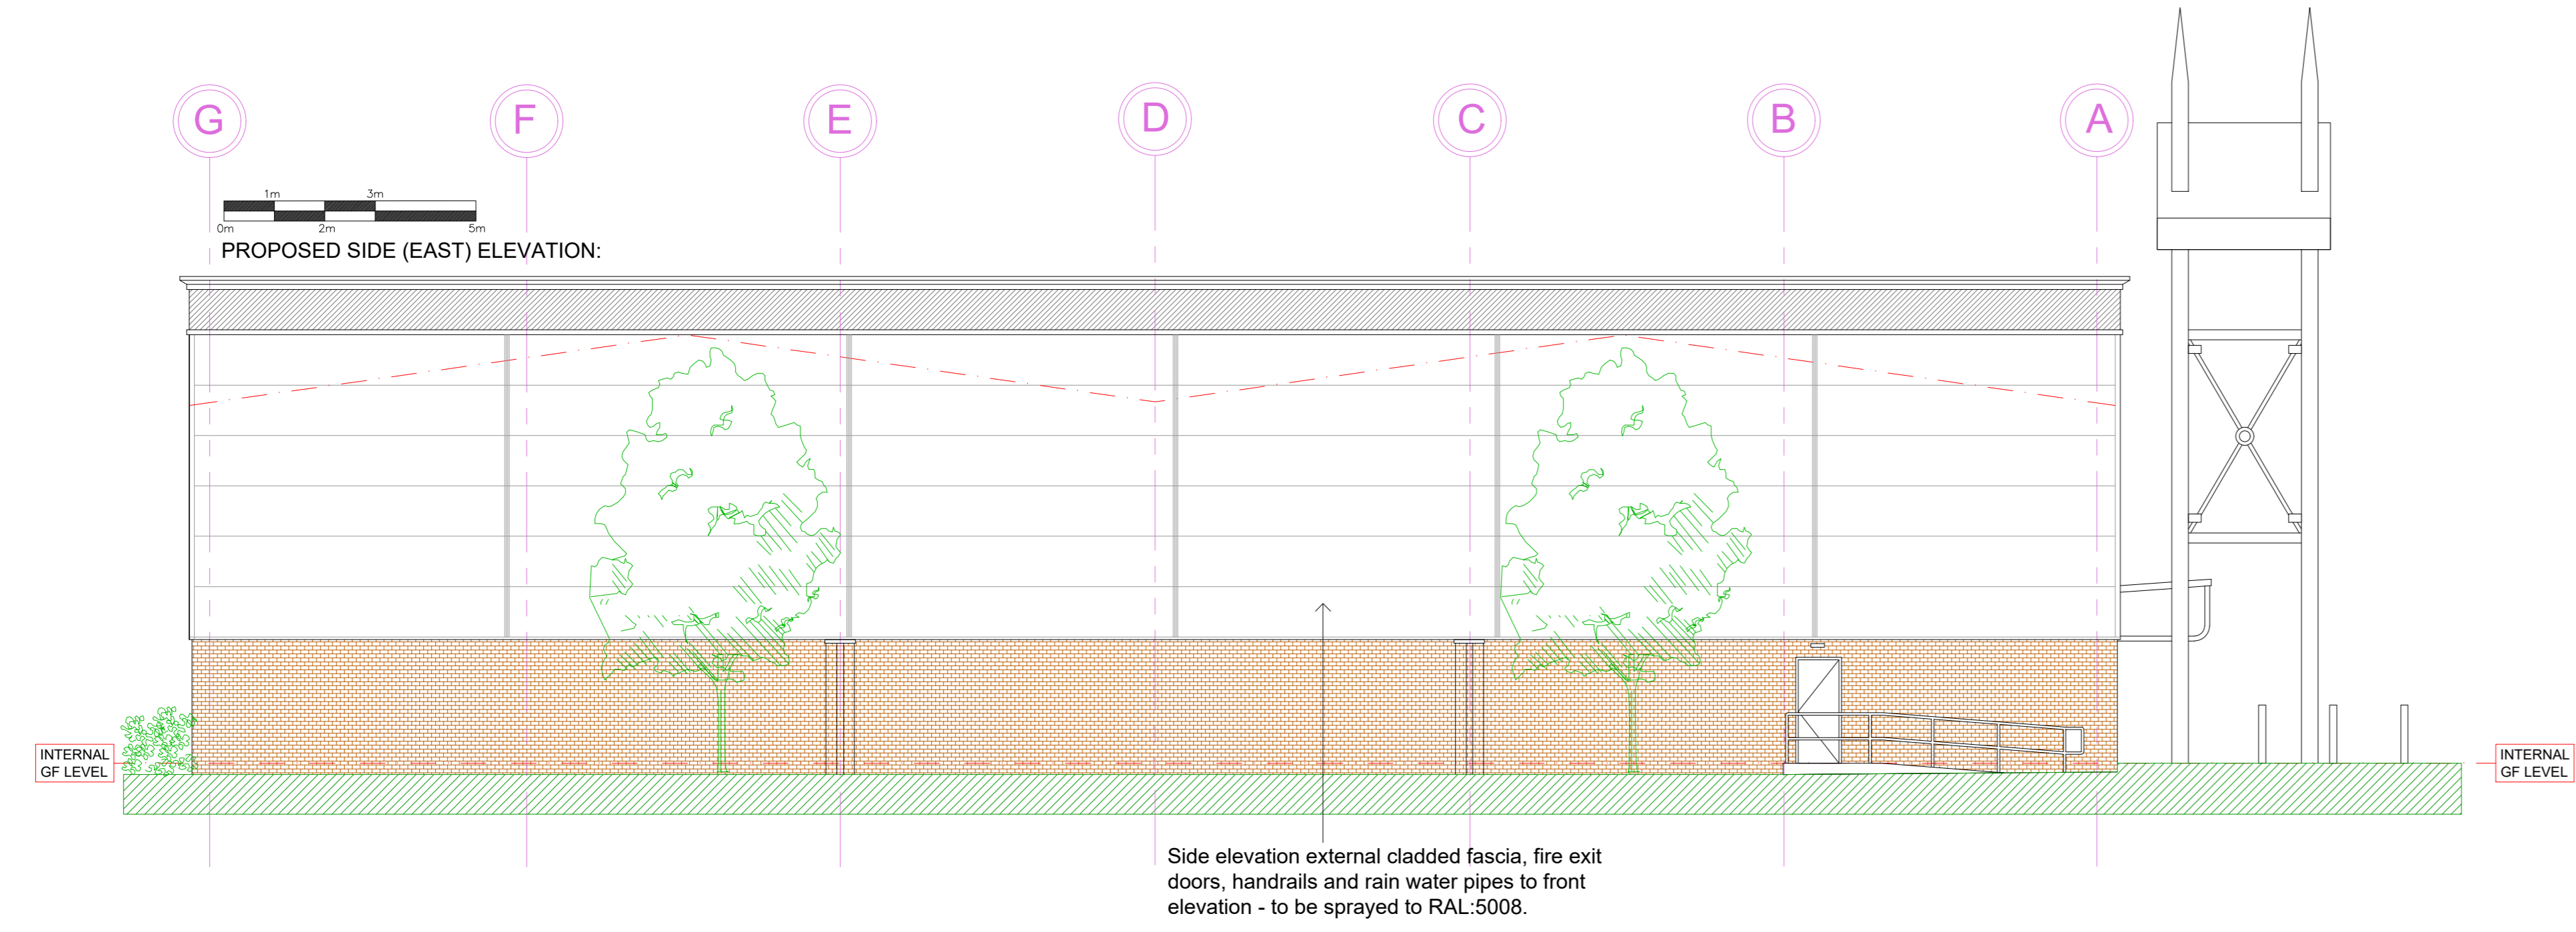 G F E D C B A
1m 3m
0m 2m 5m
PROPOSED SIDE (EAST) ELEVATION:
INTERNAL
GF LEVEL
INTERNAL
GF LEVEL
Side elevation external cladded fascia, fire exit
doors, handrails and rain water pipes to front
elevation - to be sprayed to RAL:5008.